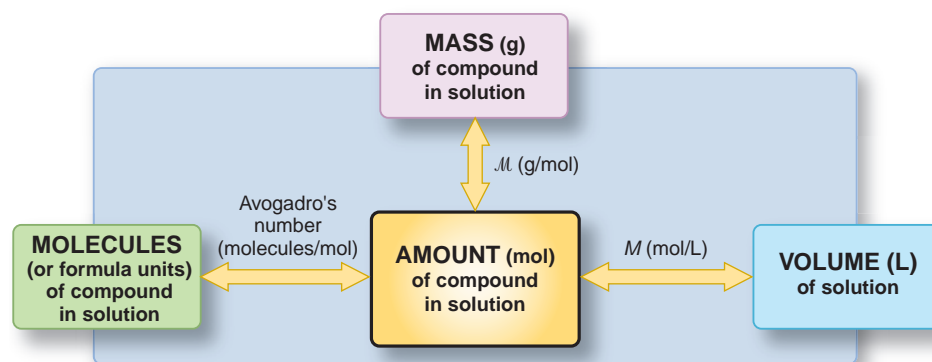 MASS (g)
of compound
in solution
ℳ (g/mol)
Avogadro's
number
(molecules/mol)
MOLECULES
(or formula units)
of compound
in solution
AMOUNT (mol)
of compound
in solution
M (mol/L)
VOLUME (L)
of solution